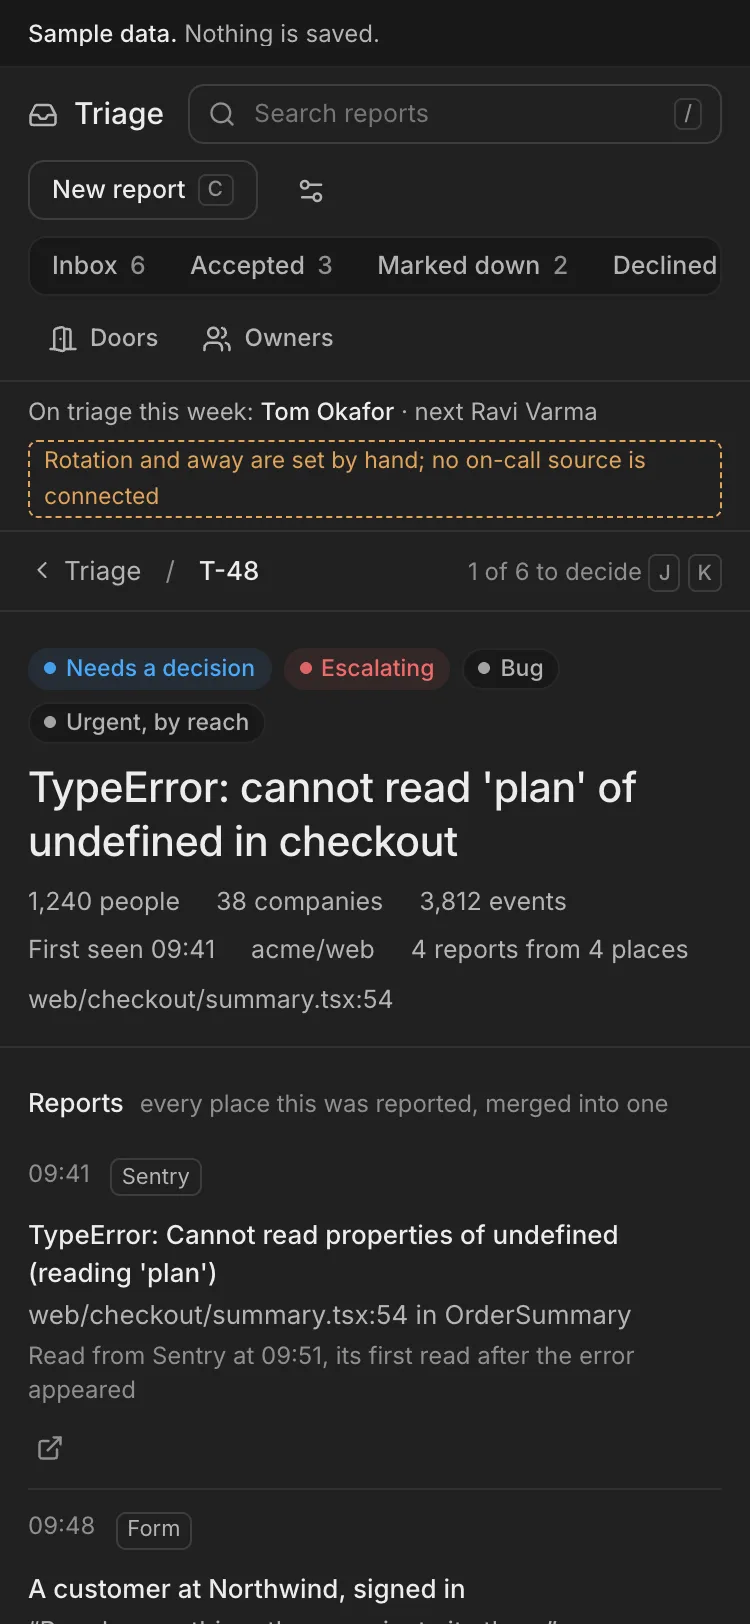 Sample data. Nothing is saved.
Triage
Search reports
/
New report C
Inbox 6 Accepted 3 Marked down 2 Declined
Doors Owners
On triage this week: Tom Okafor · next Ravi Varma
Rotation and away are set by hand; no on-call source is
connected
Triage / T-48 1 of 6 to decide J K
Needs a decision Escalating Bug
Urgent, by reach
TypeError: cannot read 'plan' of
undefined in checkout
1,240 people 38 companies 3,812 events
First seen 09:41 acme/web 4 reports from 4 places
web/checkout/summary.tsx:54
Reports every place this was reported, merged into one
09:41 Sentry
TypeError: Cannot read properties of undefined
(reading 'plan')
web/checkout/summary.tsx:54 in OrderSummary
Read from Sentry at 09:51, its first read after the error
appeared
09:48 Form
A customer at Northwind, signed in